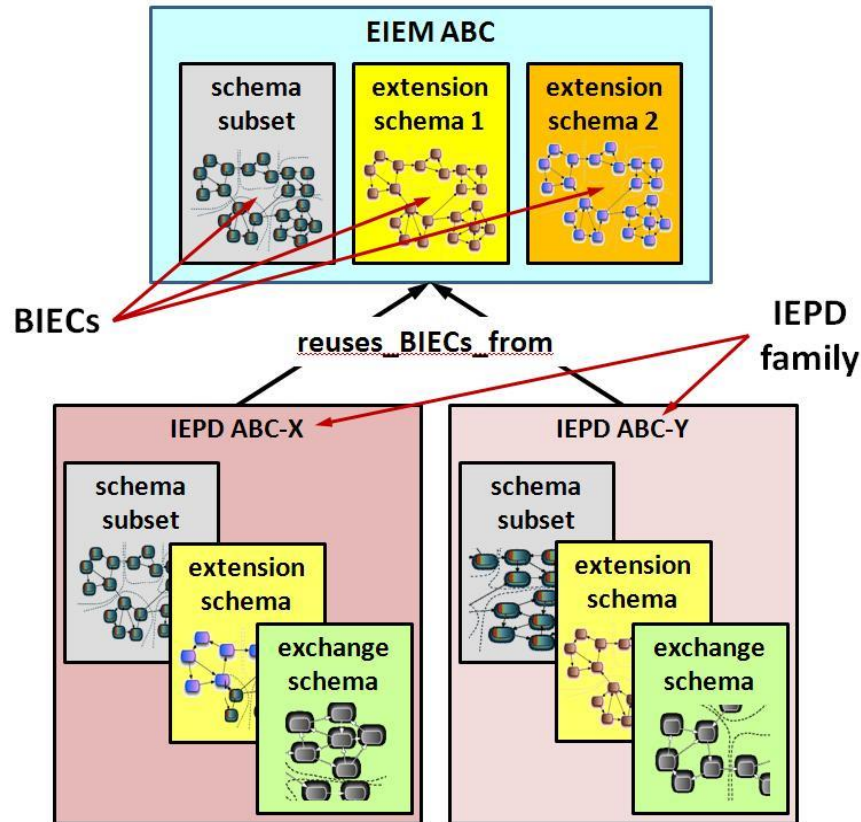 EIEM ABC
schema
subset
extension
schema 1
extension
schema 2
BIECs
reuses_BIECs_from
IEPD
family
IEPD ABC-X
schema
subset
extension
schema
exchange
schema
IEPD ABC-Y
schema
subset
extension
schema
exchange
schema